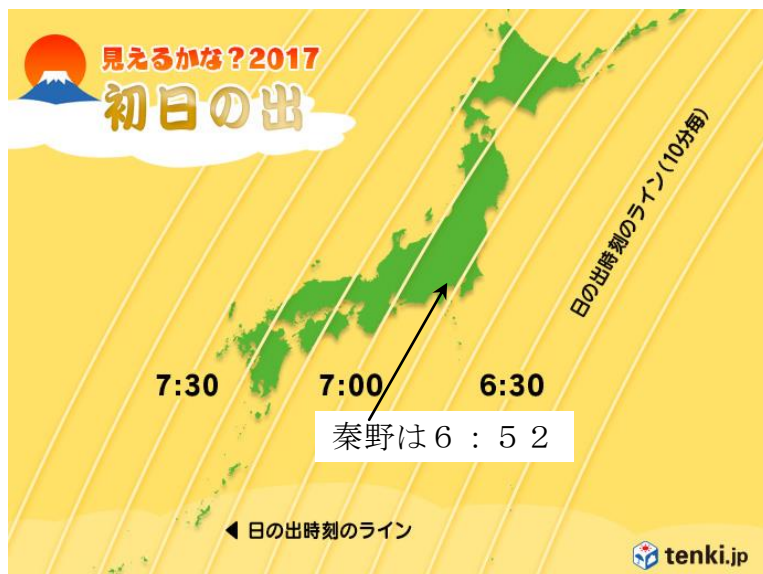 見えるかな？2017
初日の出
日の出時刻のライン(10分毎)
7:30
7:00
6:30
秦野は６：５２
◀ 日の出時刻のライン
tenki.jp